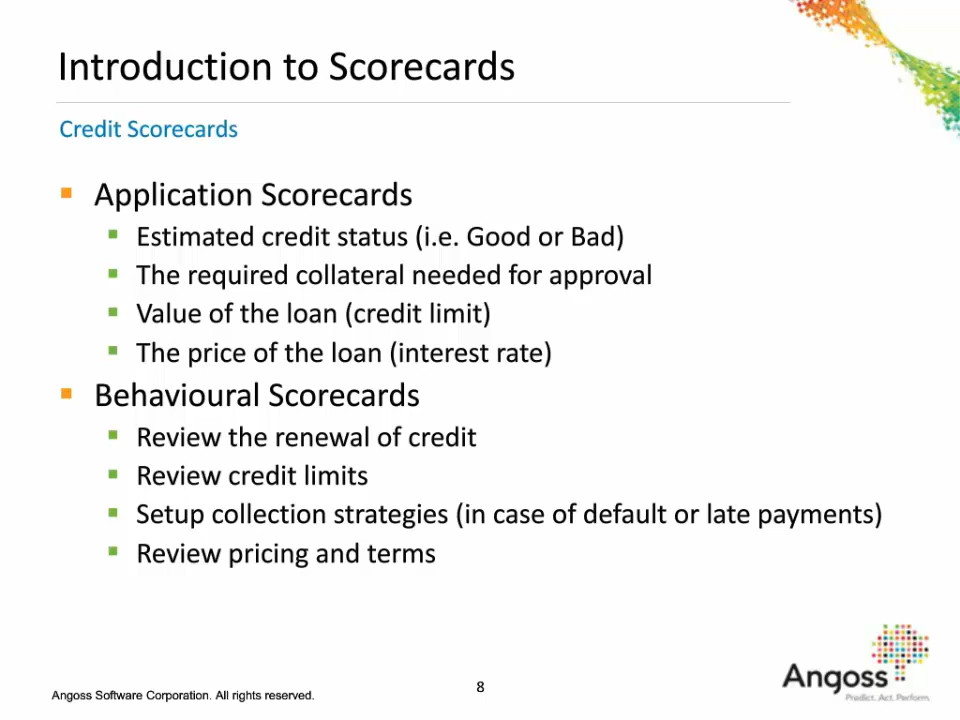 Introduction to Scorecards
Credit Scorecards
Application Scorecards
Estimated credit status (i.e. Good or Bad)
The required collateral needed for approval
Value of the loan (credit limit)
The price of the loan (interest rate)
Behavioural Scorecards
Review the renewal of credit
Review credit limits
Setup collection strategies (in case of default or late payments)
Review pricing and terms
Angoss
Predict. Act. Perform.
Angoss Software Corporation. All rights reserved.
8